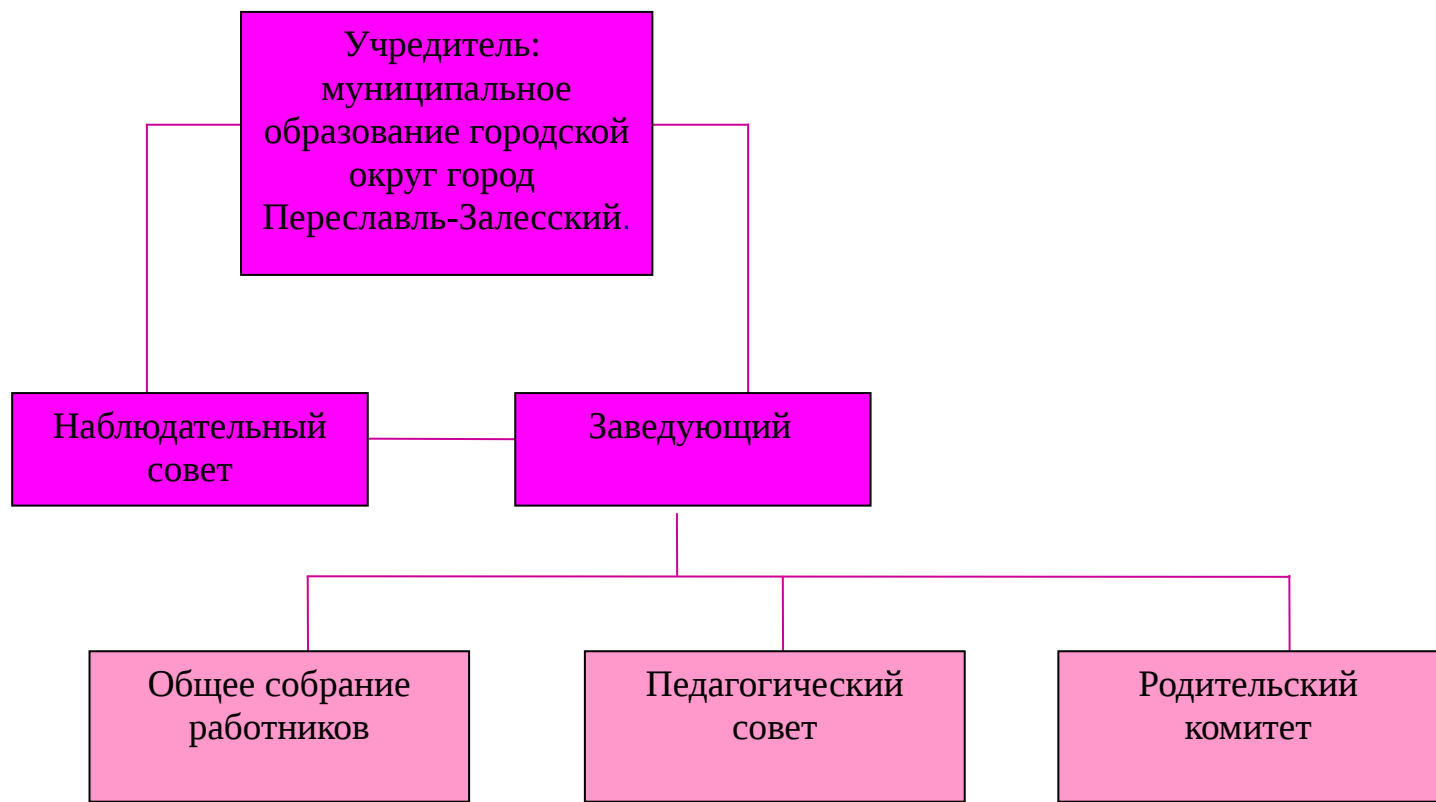 Учредитель:
муниципальное
образование городской
округ город
Переславль-Залесский.
Наблюдательный
совет
Заведующий
Общее собрание
работников
Педагогический
совет
Родительский
комитет